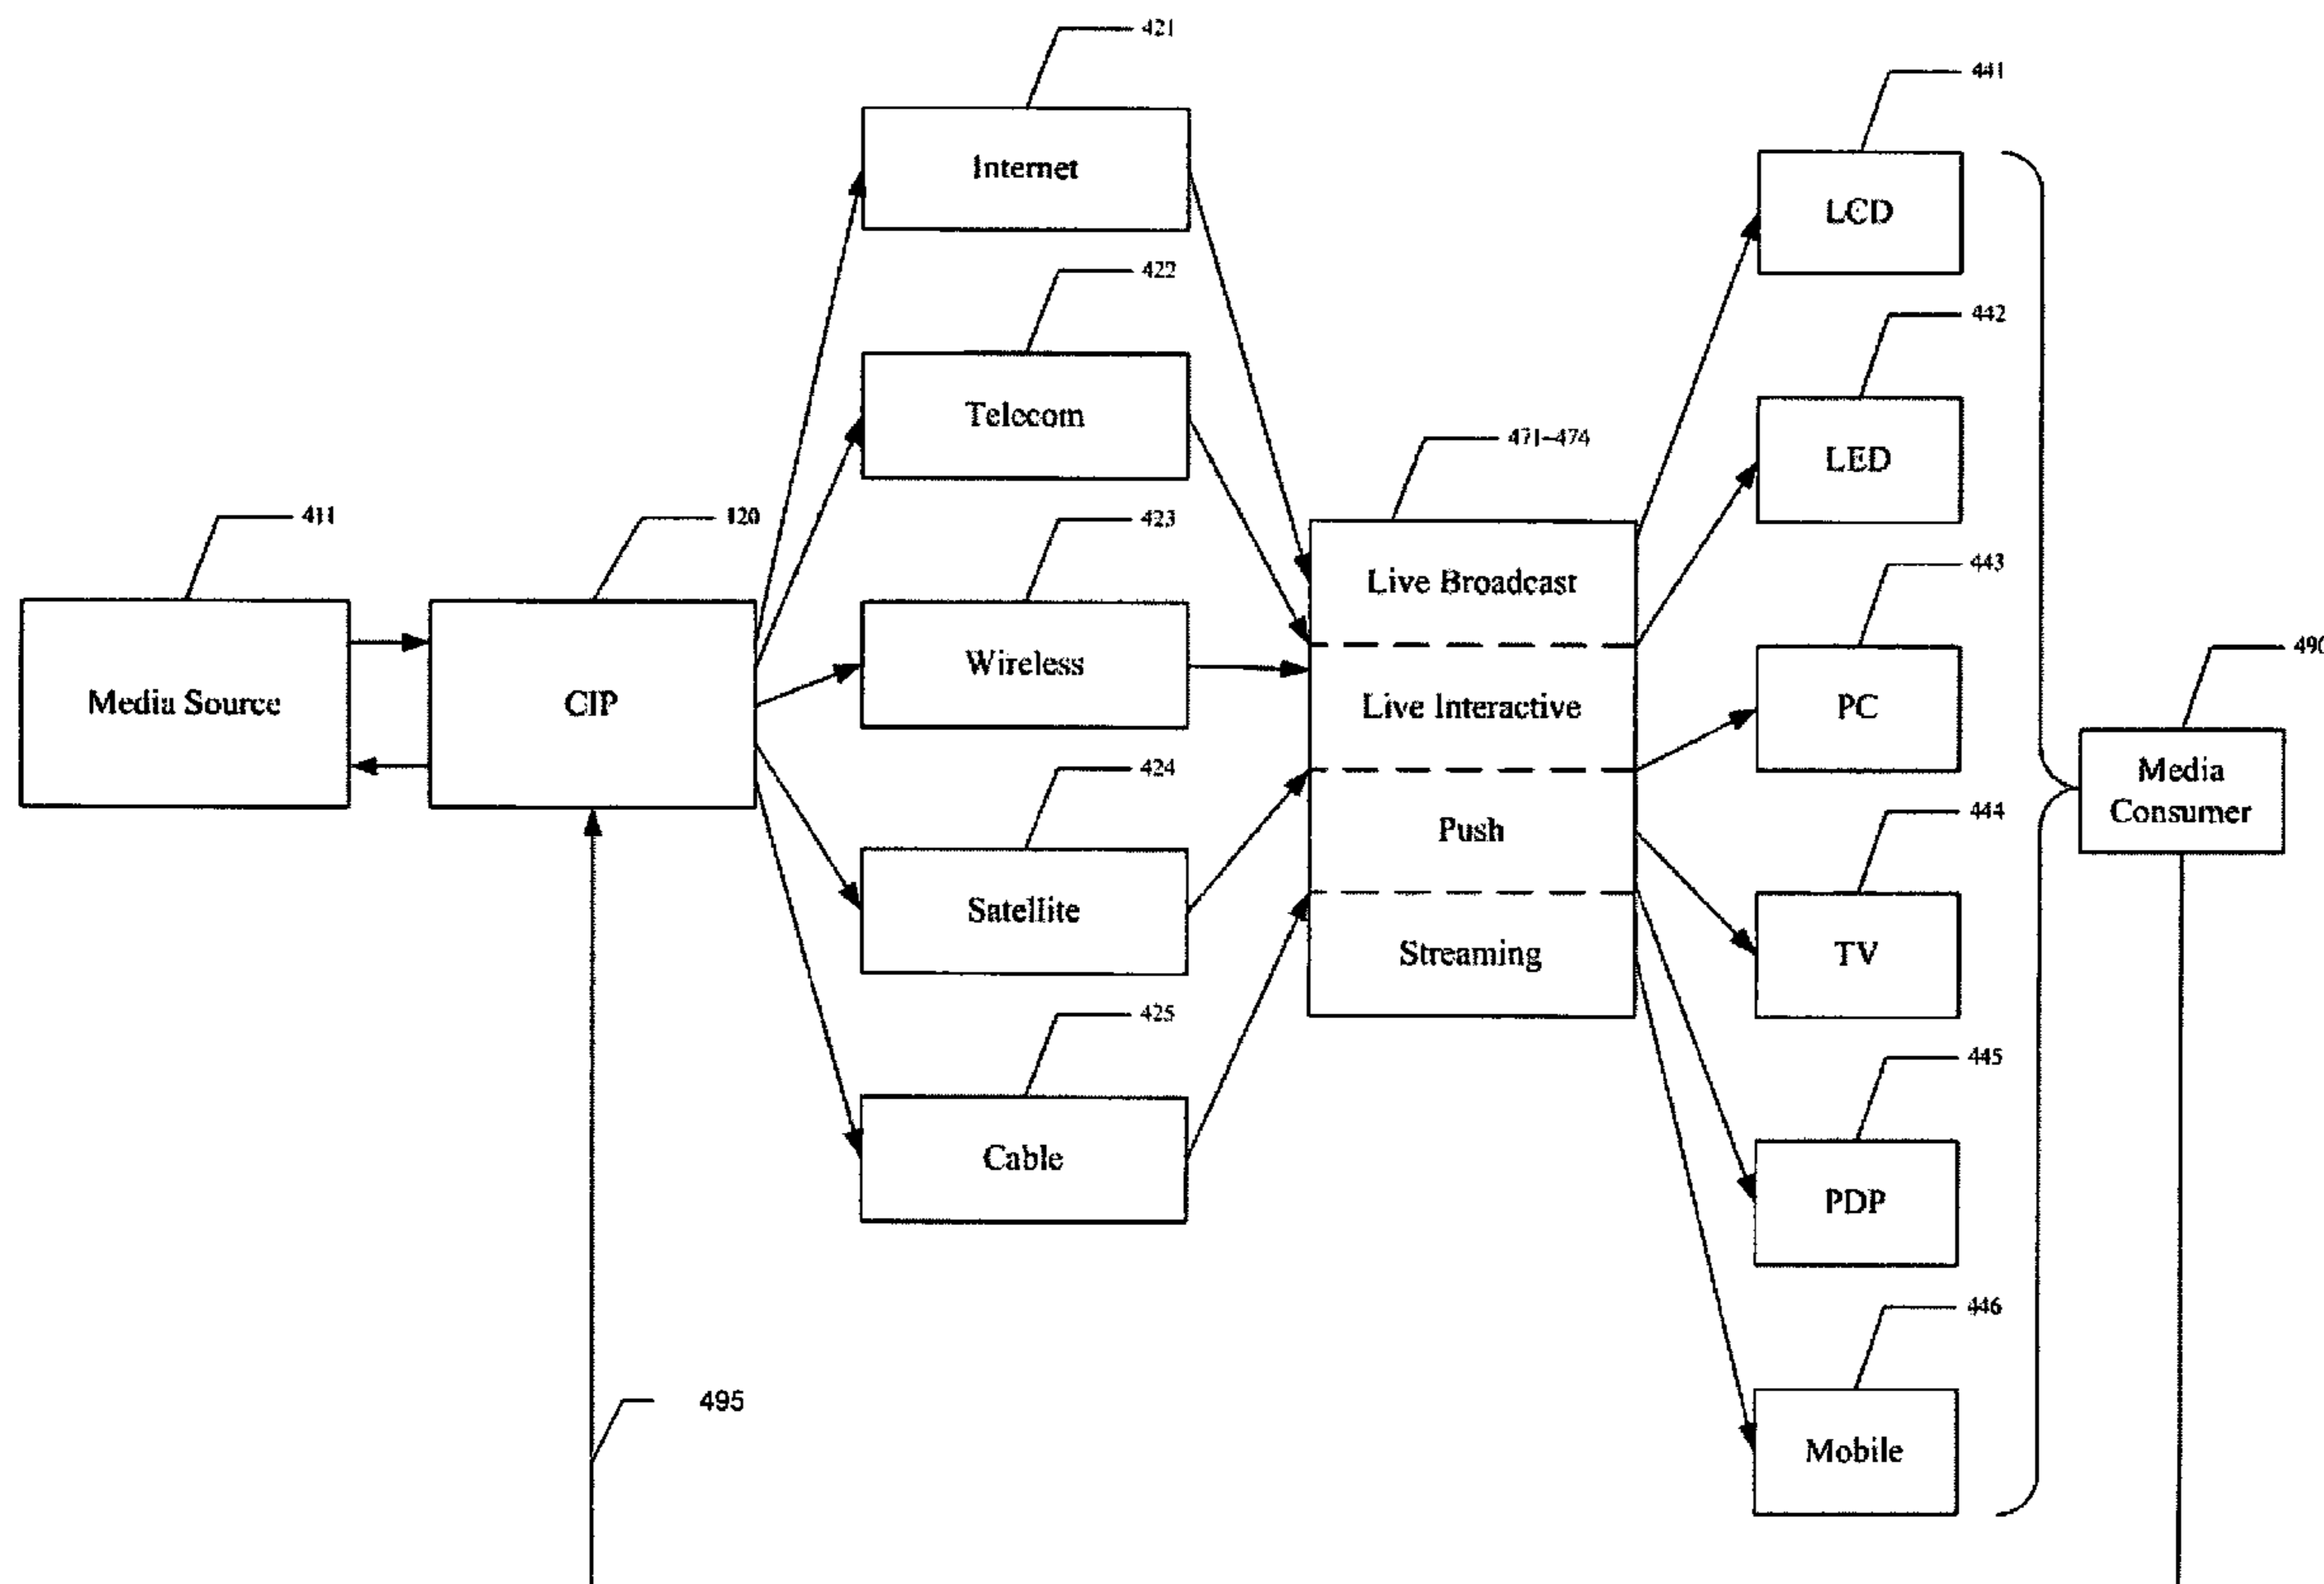 421
441
Internet
LCD
422
442
Telecom
LED
471-474
411
120
423
443
Live Broadcast
490
Media Source
CIP
Wireless
Live Interactive
PC
424
444
Media
Consumer
Push
Satellite
Streaming
TV
425
445
Cable
PDP
446
495
Mobile